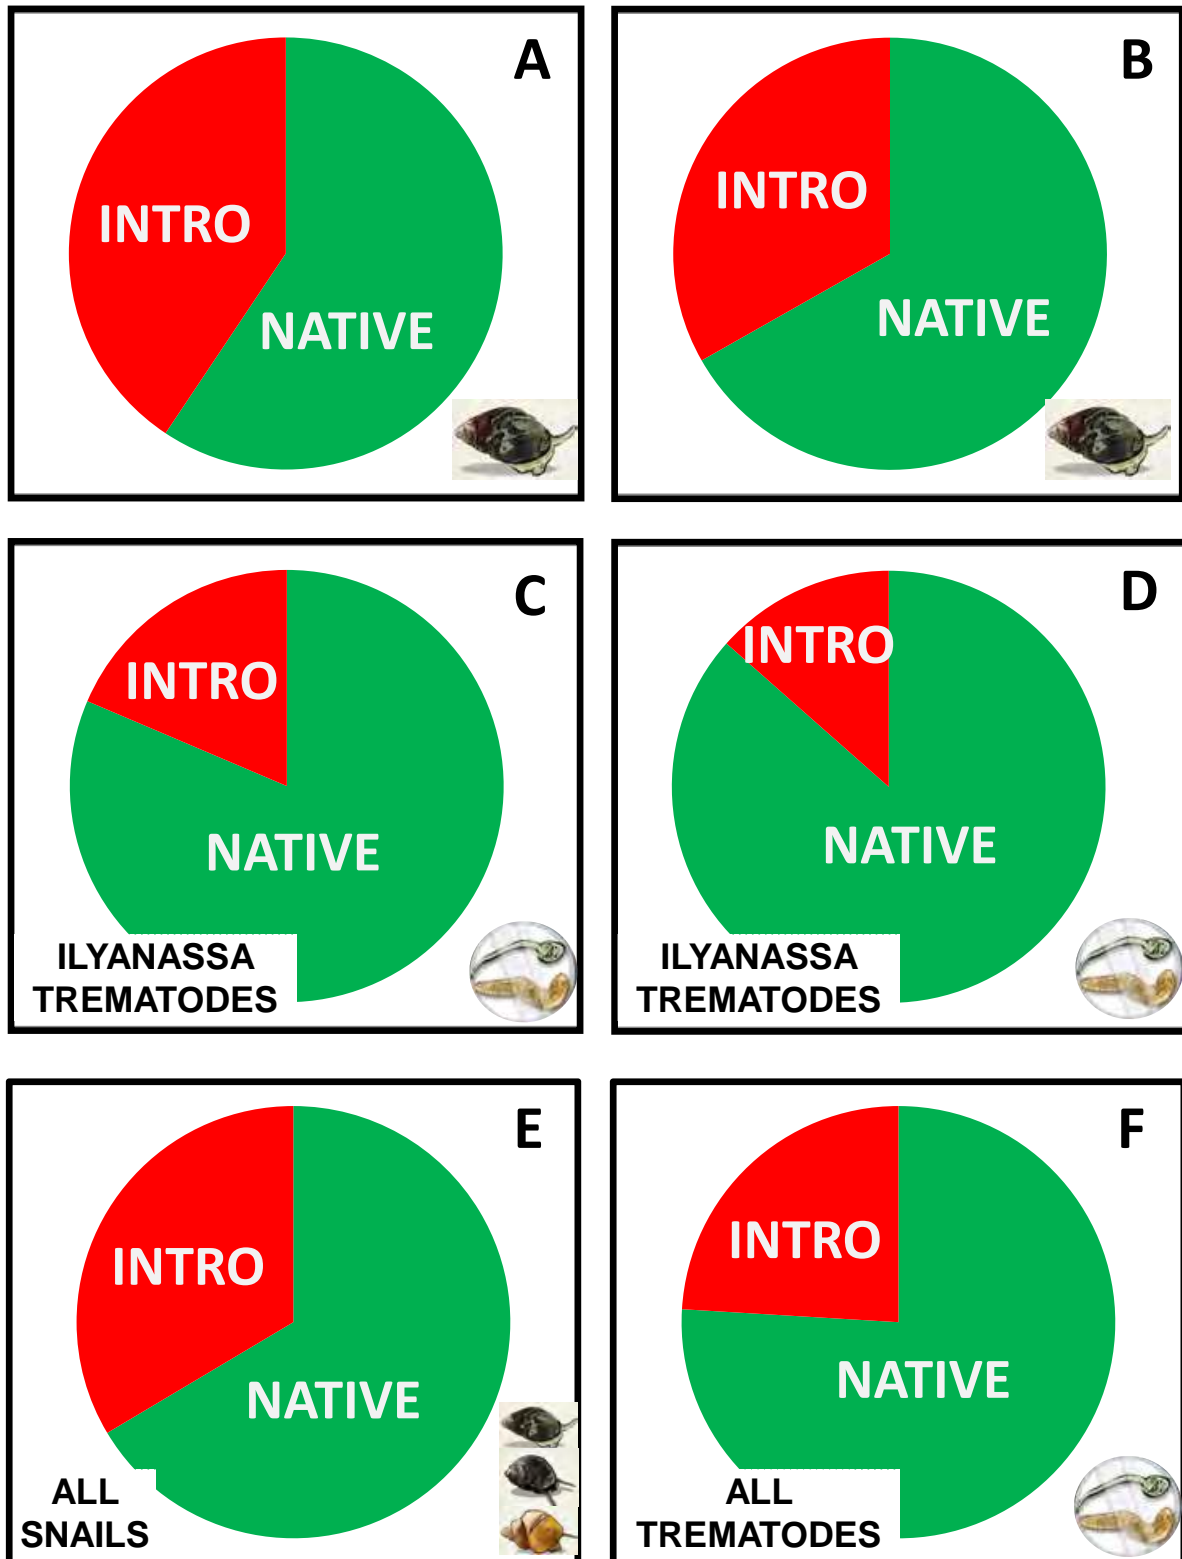 A
INTRO
NATIVE
B
INTRO
NATIVE
C
INTRO
NATIVE
ILYANASSA
TREMATODES
D
INTRO
NATIVE
ILYANASSA
TREMATODES
E
INTRO
NATIVE
ALL
SNAILS
F
INTRO
NATIVE
ALL
TREMATODES